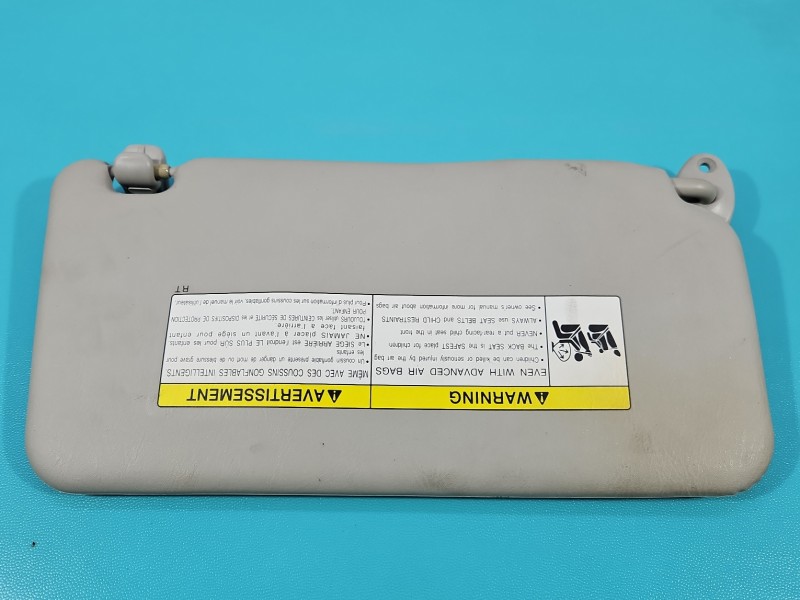 ⚠ WARNING
EVEN WITH ADVANCED AIR BAGS
• Children can be killed or seriously injured by the air bag
• The BACK SEAT is the SAFEST place for children
NEVER put a rear-facing child seat in the front
• ALWAYS use SEAT BELTS and CHILD RESTRAINTS
• See owner's manual for more information about air bags
⚠ AVERTISSEMENT
MÊME AVEC DES COUSSINS GONFLABLES INTELLIGENTS
• Un coussin gonflable présente un danger de mort ou de blessure grave pour
les enfants
• Le SIÈGE ARRIÈRE est l'endroit LE PLUS SÛR pour les enfants
• NE JAMAIS placer à l'avant un siège pour enfant
faisant face à l'arrière
• TOUJOURS utiliser les CEINTURES DE SÉCURITÉ et les DISPOSITIFS DE PROTECTION
POUR ENFANT
• Pour plus d'information sur les coussins gonflables, voir le manuel de l'utilisateur
RT